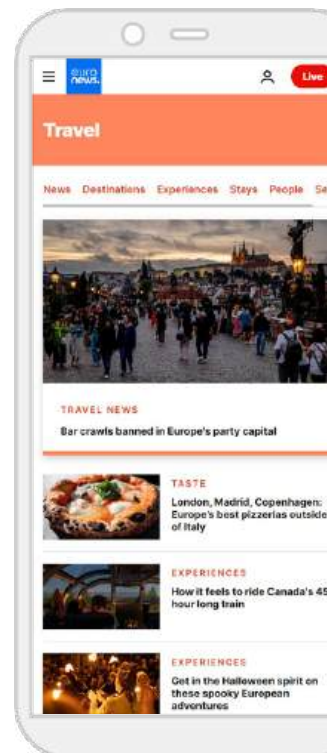 euro
news.
Live
Travel
News Destinations Experiences Stays People Se
TRAVEL NEWS
Bar crawls banned in Europe's party capital
TASTE
London, Madrid, Copenhagen:
Europe's best pizzerias outside
of Italy
EXPERIENCES
How it feels to ride Canada's 45
hour long train
EXPERIENCES
Get in the Halloween spirit on
these spooky European
adventures